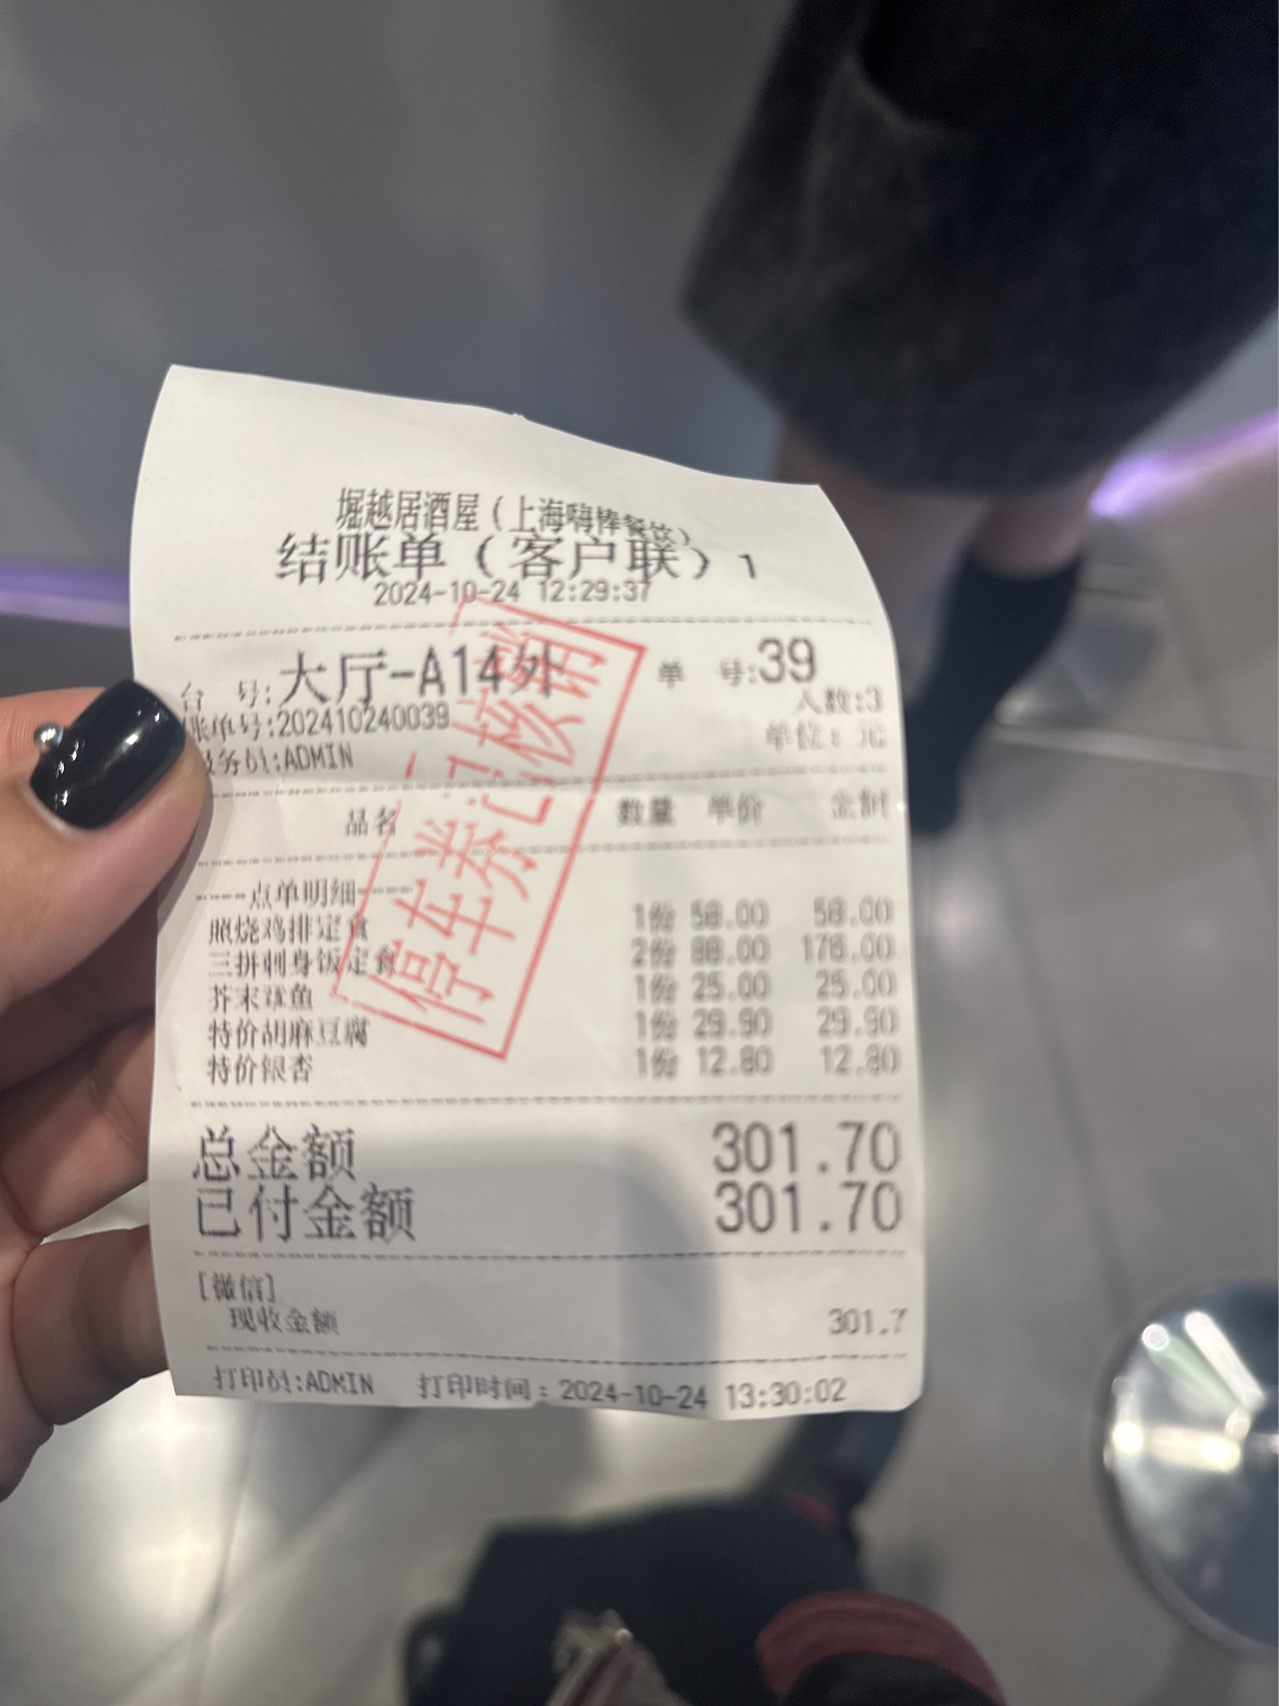 堀越居酒屋(上海嗨棒餐饮)
结账单(客户联)1
2024-10-24 12:29:37
台 号:大厅-A14外 单 号:39
人数:3
账单号:202410240039 单位:元
服务员:ADMIN
品名 数量 单价 金额
----点单明细----
照烧鸡排定食 1份 58.00 58.00
三拼刺身饭定食 2份 88.00 176.00
芥末章鱼 1份 25.00 25.00
特价胡麻豆腐 1份 29.90 29.90
特价银杏 1份 12.80 12.80
总金额 301.70
已付金额 301.70
[微信]
现收金额 301.7
打印员:ADMIN 打印时间:2024-10-24 13:30:02
停车券已核销